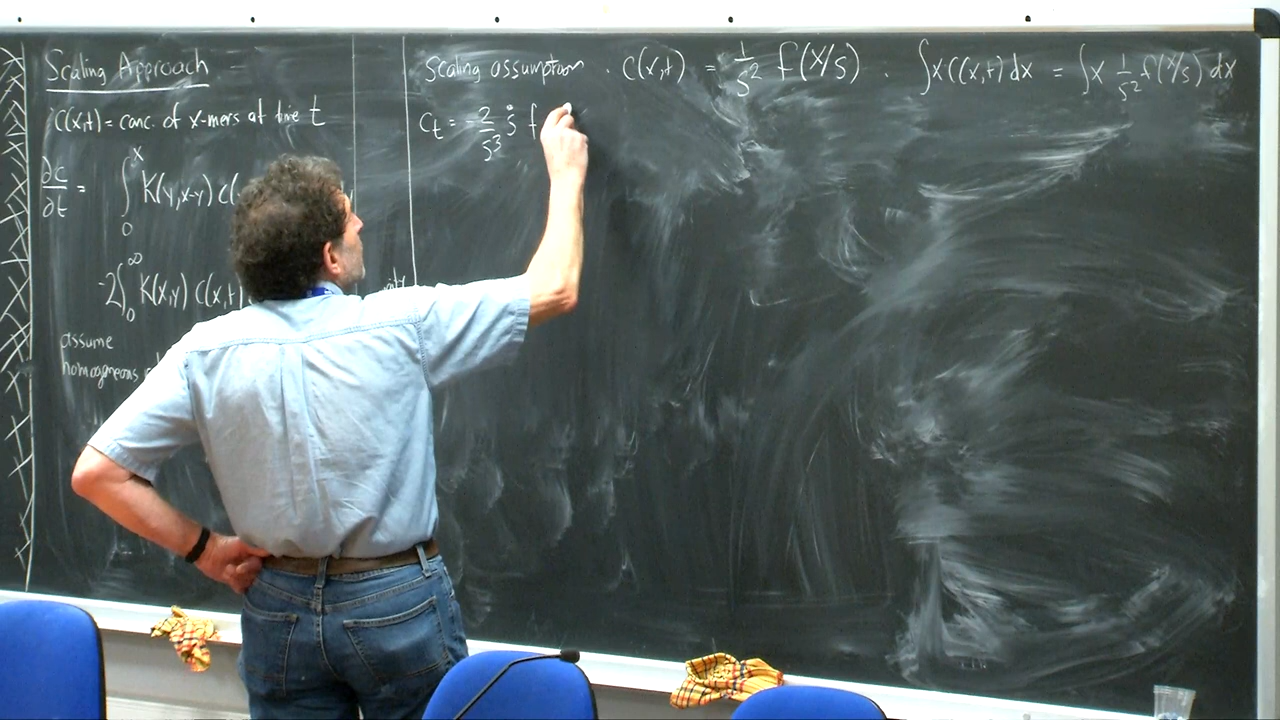 Scaling Approach
c(x,t) = conc. of x-mers at time t
∂c/∂t = ∫₀ˣ K(y,x-y) c(
-2∫₀^∞ K(x,y) c(x,t)
assume
homogeneous
Scaling assumption . c(x,t) = 1/s² f(x/s) . ∫x c(x,t) dx = ∫x 1/s² f(x/s) dx
c_t = -2/s³ ṡ f